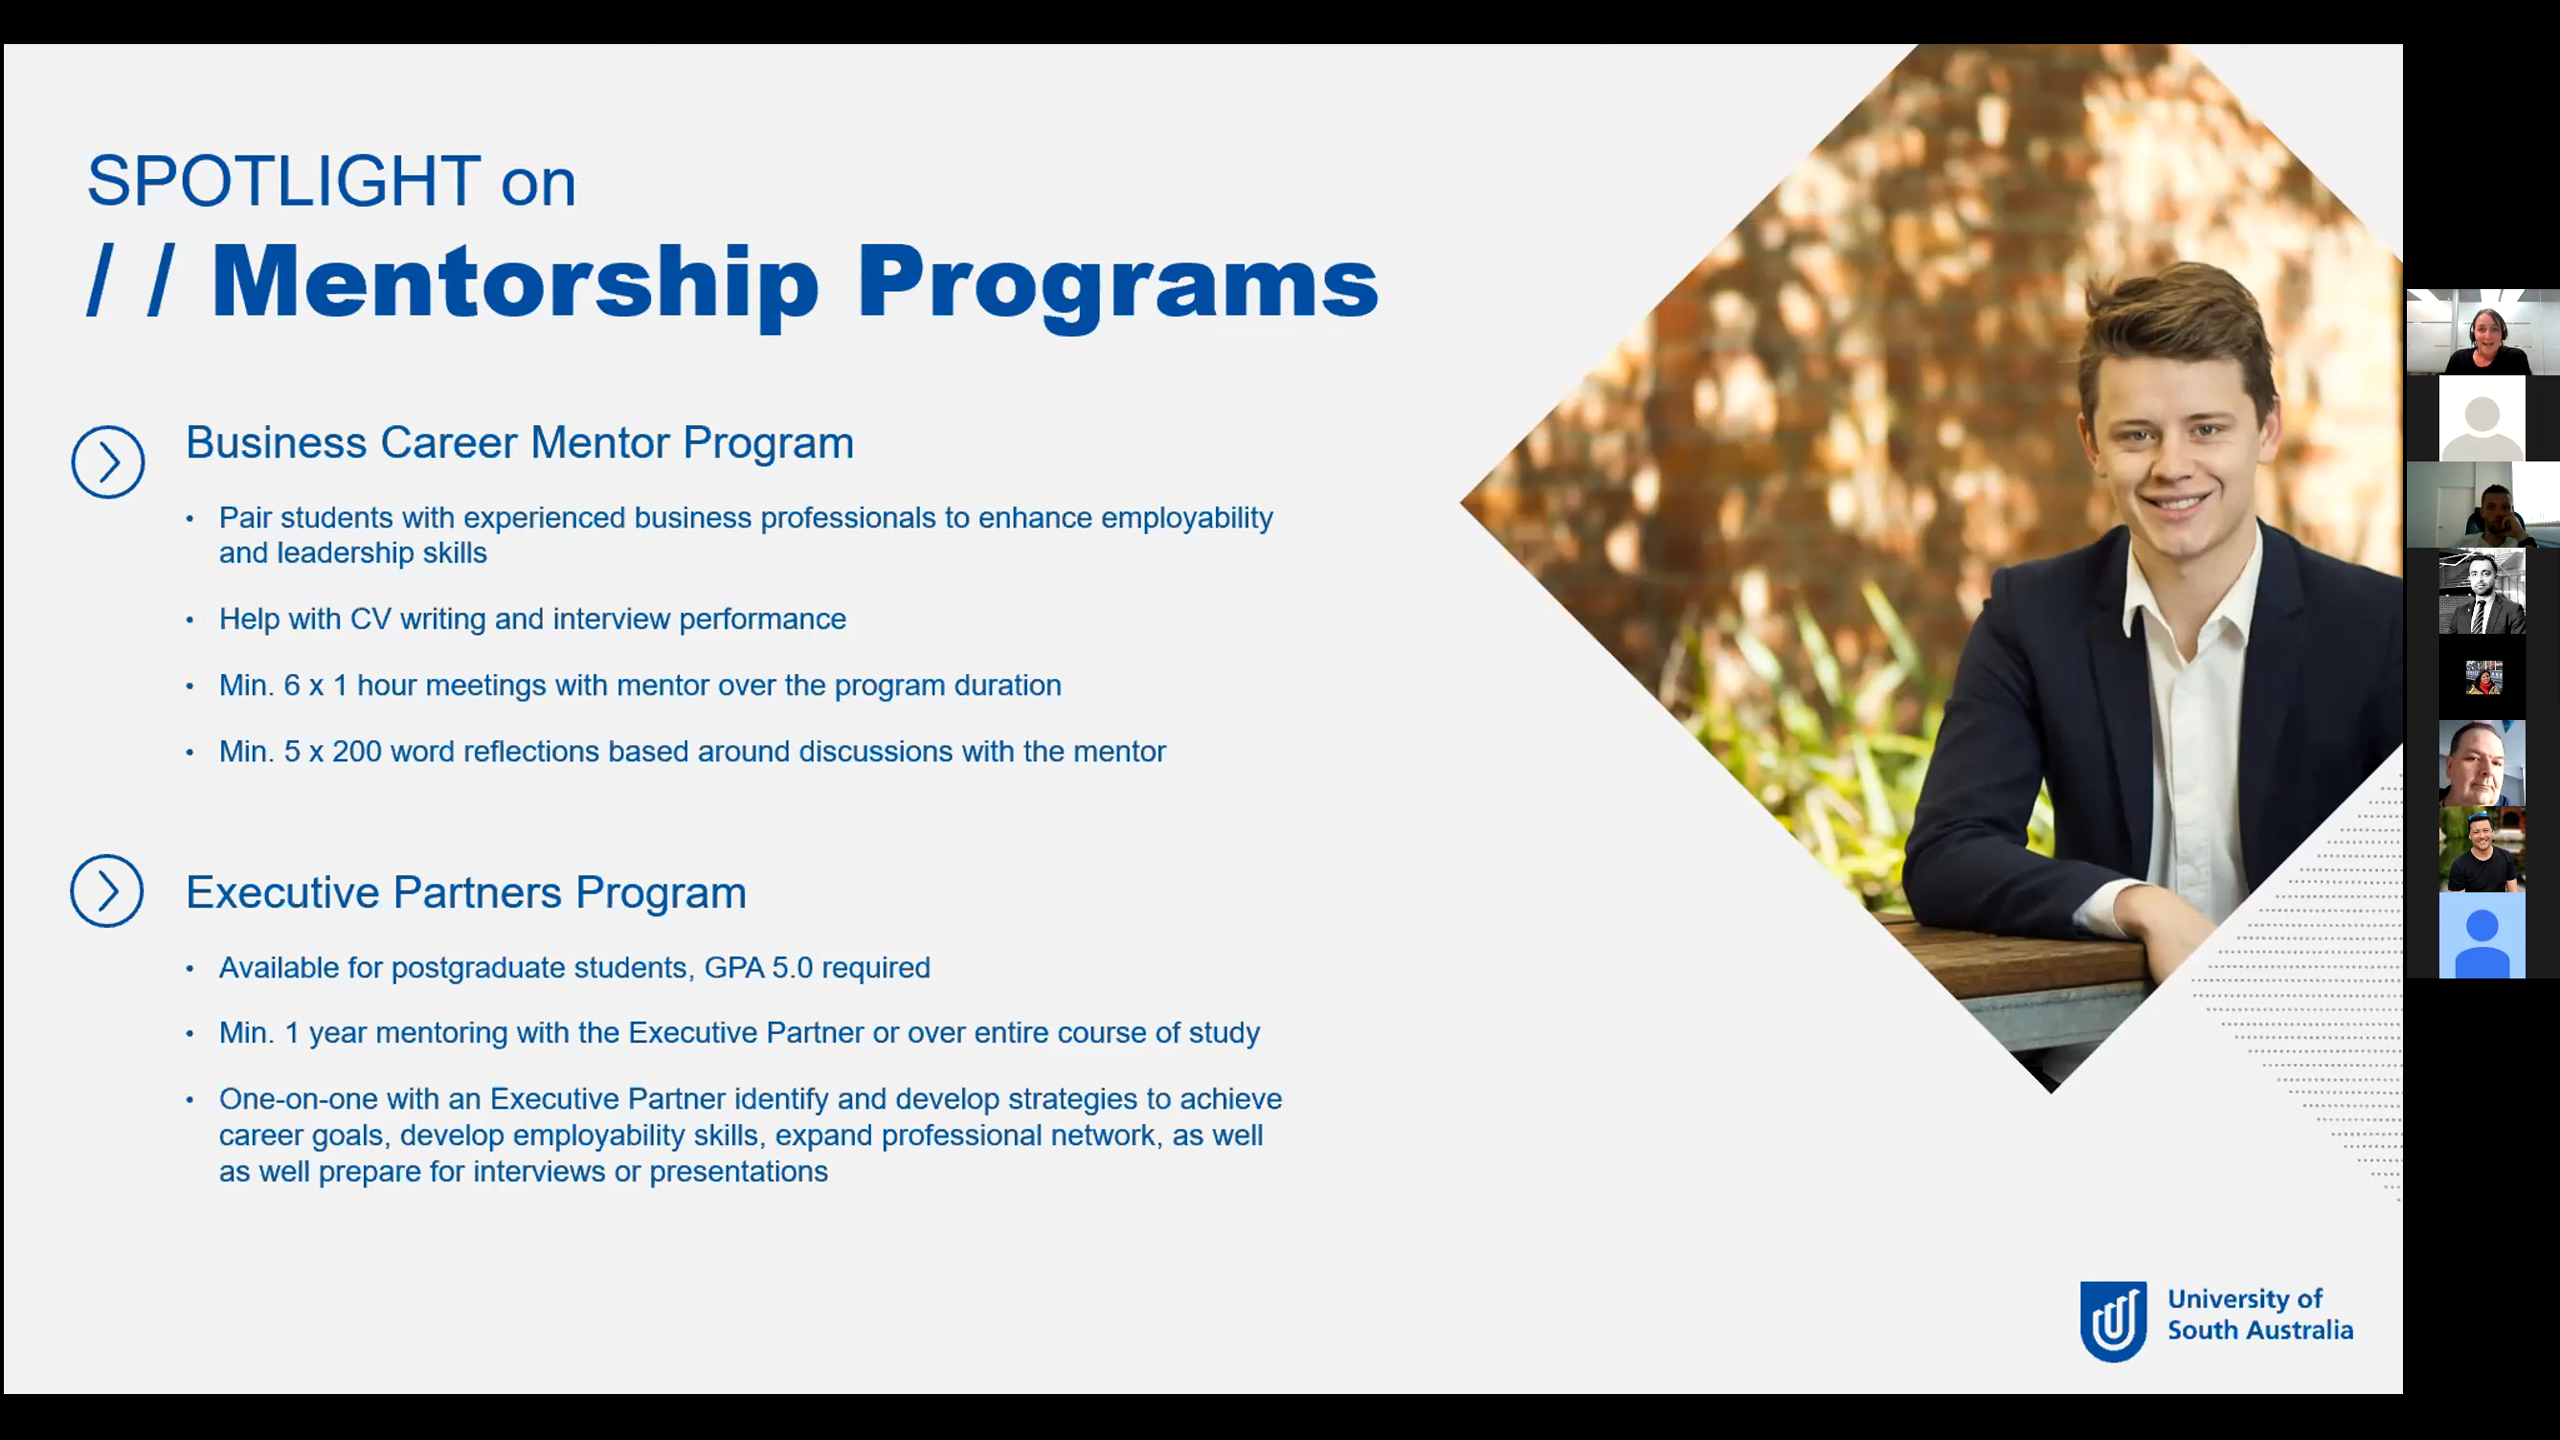 SPOTLIGHT on
/ / Mentorship Programs
Business Career Mentor Program
• Pair students with experienced business professionals to enhance employability
and leadership skills
• Help with CV writing and interview performance
• Min. 6 x 1 hour meetings with mentor over the program duration
• Min. 5 x 200 word reflections based around discussions with the mentor
Executive Partners Program
• Available for postgraduate students, GPA 5.0 required
• Min. 1 year mentoring with the Executive Partner or over entire course of study
• One-on-one with an Executive Partner identify and develop strategies to achieve
career goals, develop employability skills, expand professional network, as well
as well prepare for interviews or presentations
University of
South Australia